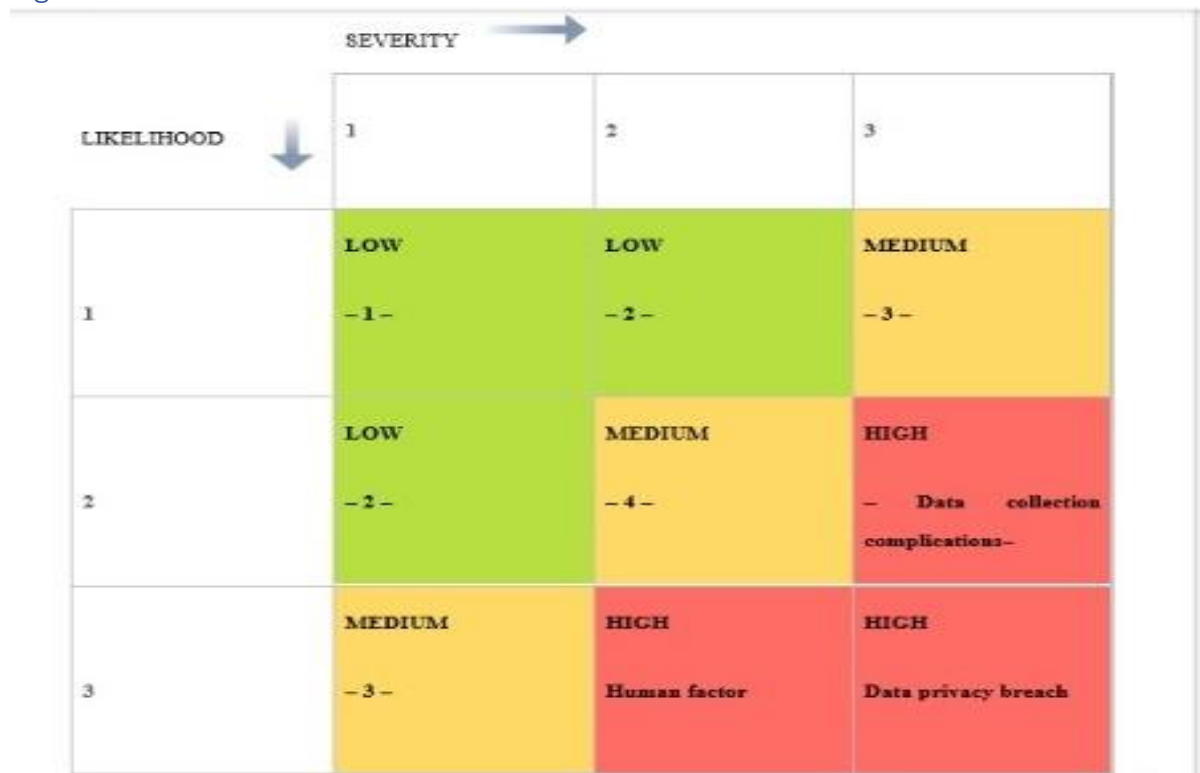 SEVERITY
LIKELIHOOD
1 2 3
LOW LOW MEDIUM
1 – 1 – – 2 – – 3 –
LOW MEDIUM HIGH
2 – 2 – – 4 – – Data collection
complications–
MEDIUM HIGH HIGH
3 – 3 – Human factor Data privacy breach